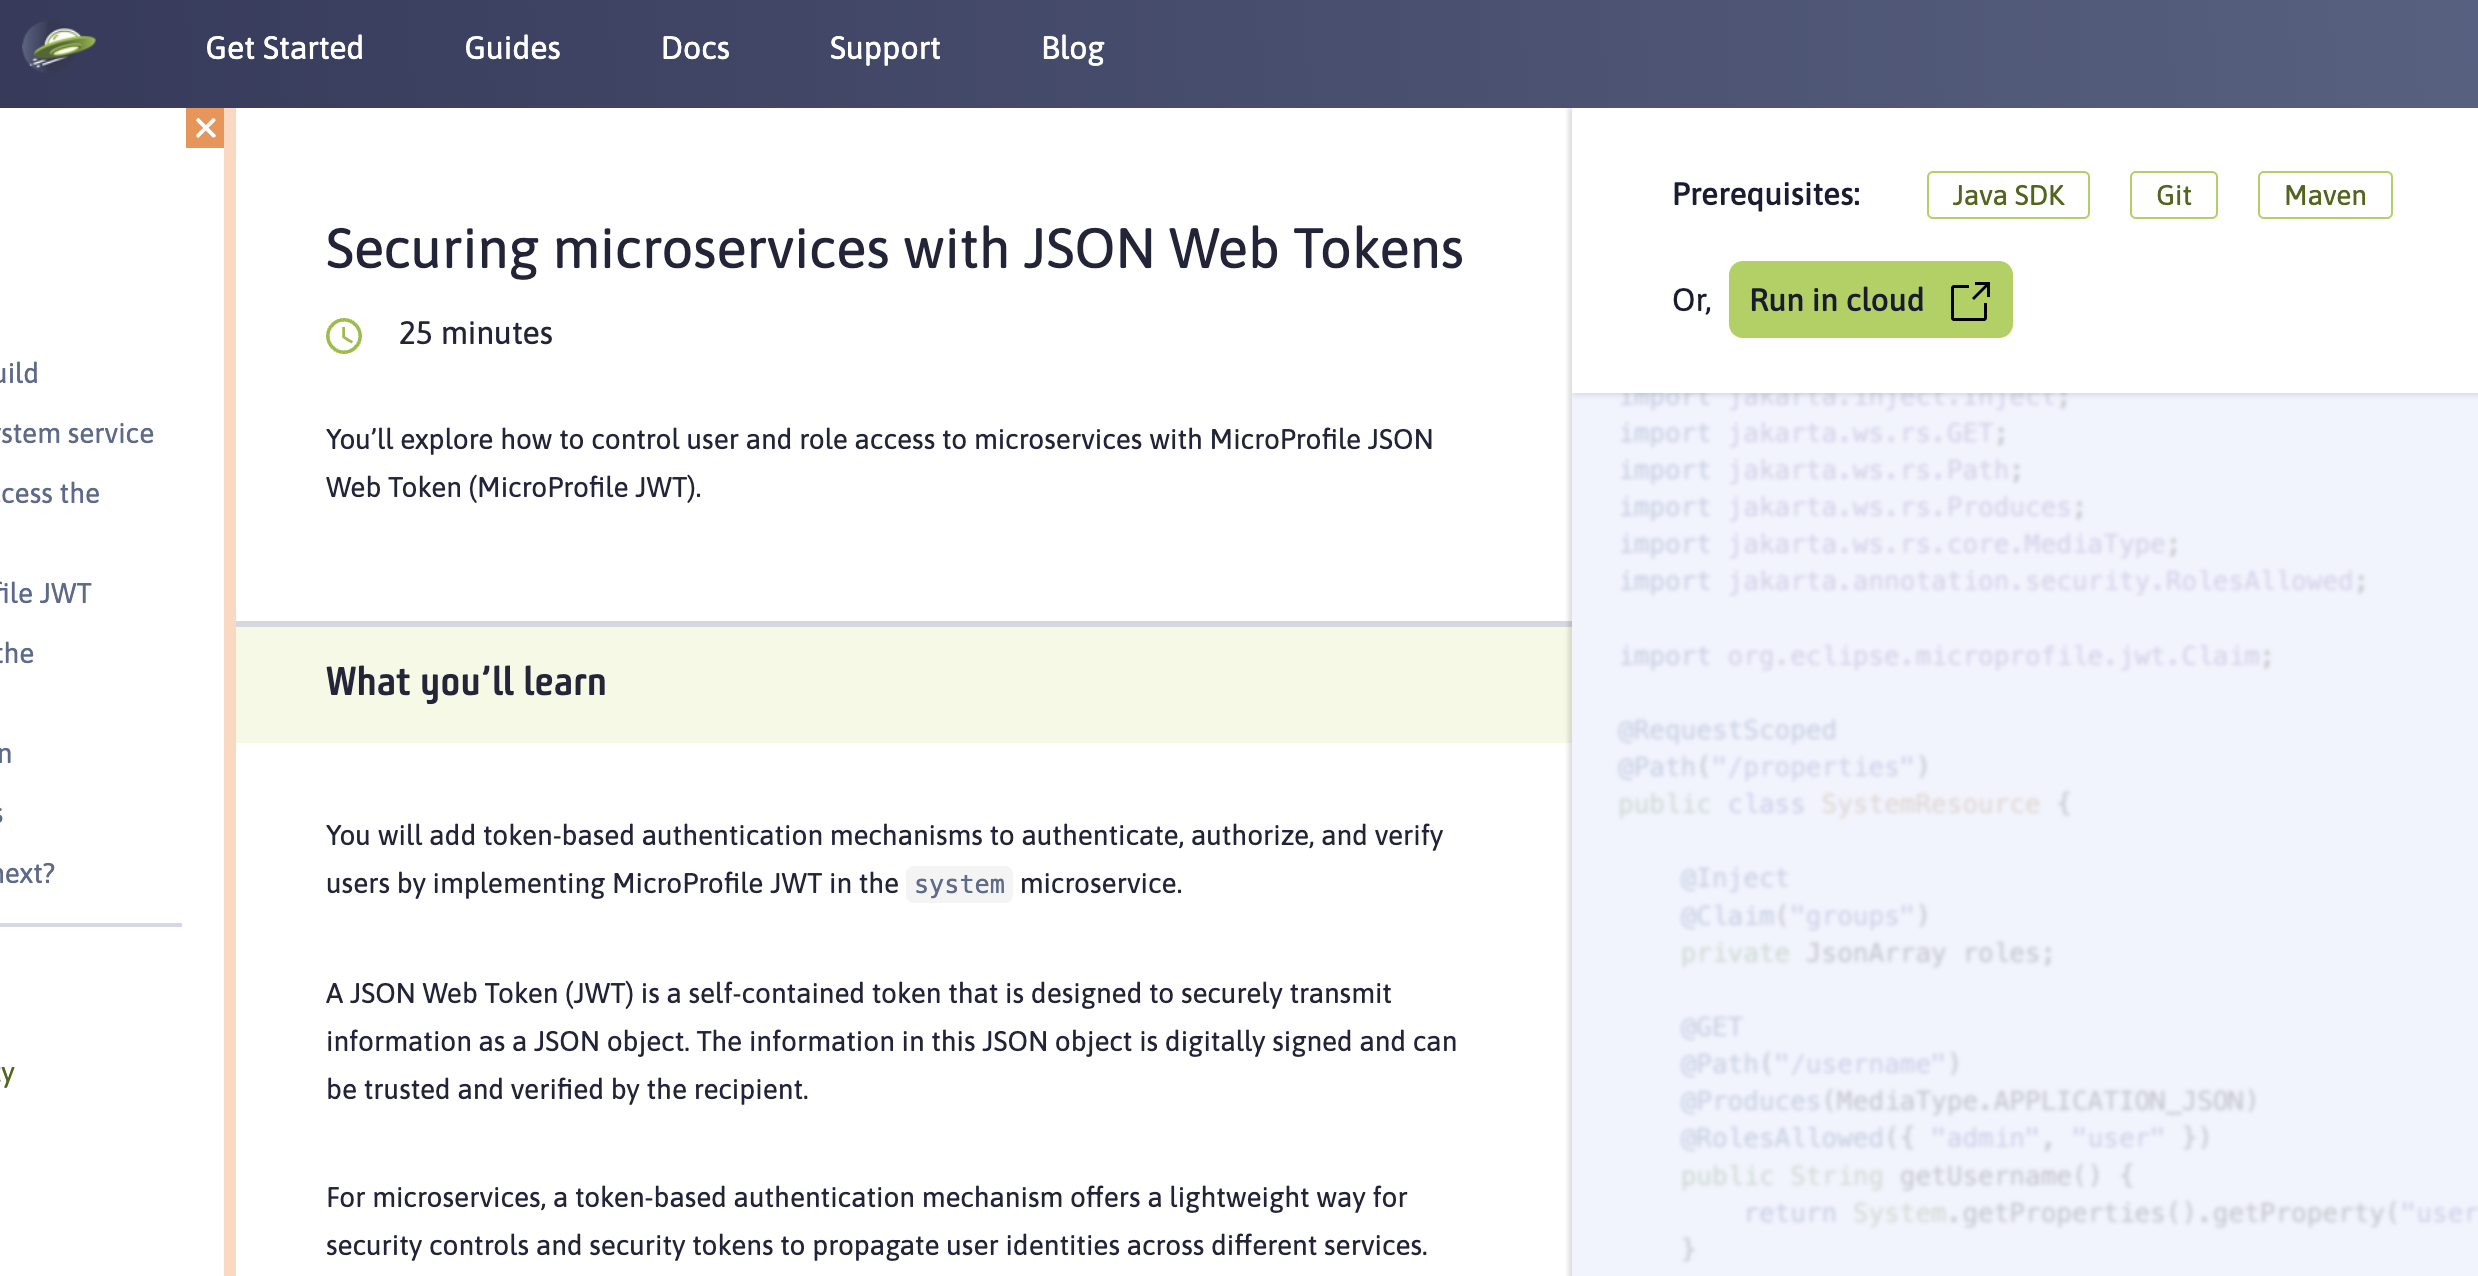 Get Started Guides Docs Support Blog
stem service
cess the
file JWT
the
next?
Securing microservices with JSON Web Tokens
25 minutes
You’ll explore how to control user and role access to microservices with MicroProfile JSON
Web Token (MicroProfile JWT).
What you’ll learn
You will add token-based authentication mechanisms to authenticate, authorize, and verify
users by implementing MicroProfile JWT in the system microservice.
A JSON Web Token (JWT) is a self-contained token that is designed to securely transmit
information as a JSON object. The information in this JSON object is digitally signed and can
be trusted and verified by the recipient.
For microservices, a token-based authentication mechanism offers a lightweight way for
security controls and security tokens to propagate user identities across different services.
Prerequisites: Java SDK Git Maven
Or, Run in cloud
import jakarta.inject.Inject;
import jakarta.ws.rs.GET;
import jakarta.ws.rs.Path;
import jakarta.ws.rs.Produces;
import jakarta.ws.rs.core.MediaType;
import jakarta.annotation.security.RolesAllowed;
import org.eclipse.microprofile.jwt.Claim;
@RequestScoped
@Path("/properties")
public class SystemResource {
@Inject
@Claim("groups")
private JsonArray roles;
@GET
@Path("/username")
@Produces(MediaType.APPLICATION_JSON)
@RolesAllowed({ "admin", "user" })
public String getUsername() {
return System.getProperties().getProperty("user
}